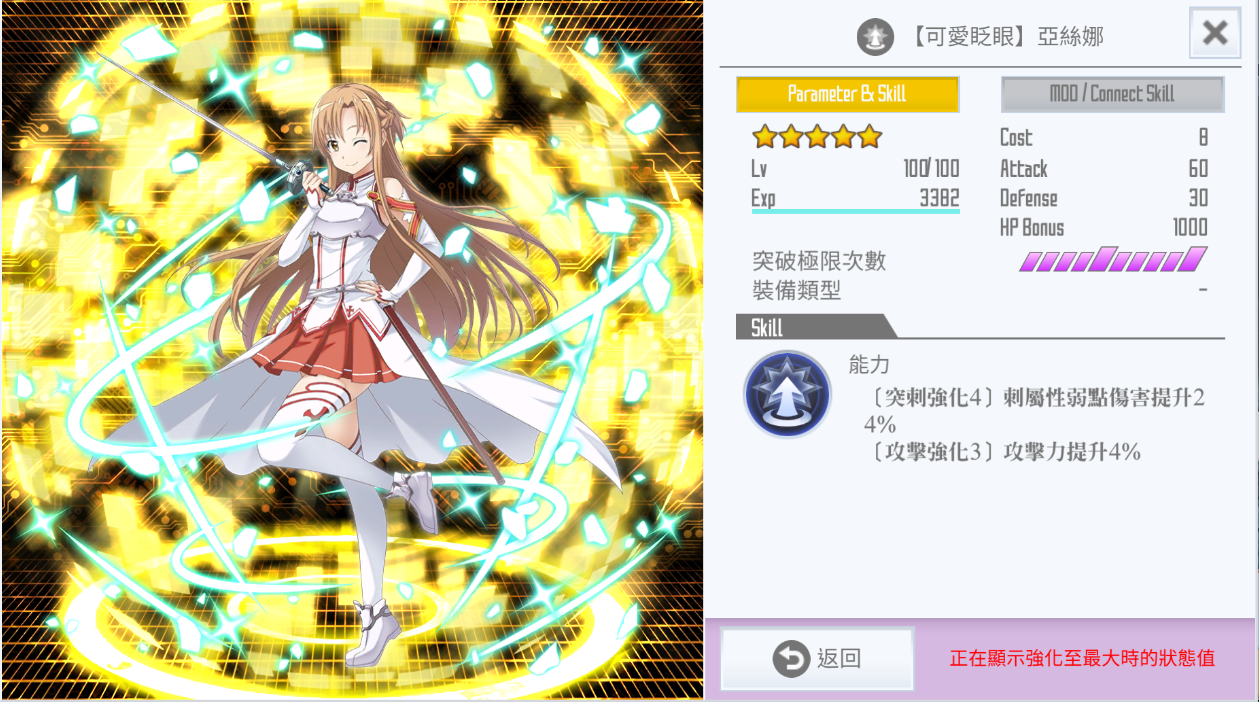 【可愛眨眼】亞絲娜
Parameter & Skill
MOD / Connect Skill
Lv 100/100
Exp 3382
Cost 8
Attack 60
Defense 30
HP Bonus 1000
突破極限次數
裝備類型 -
Skill
能力
〔突刺強化4〕刺屬性弱點傷害提升2
4%
〔攻擊強化3〕攻擊力提升4%
返回
正在顯示強化至最大時的狀態值